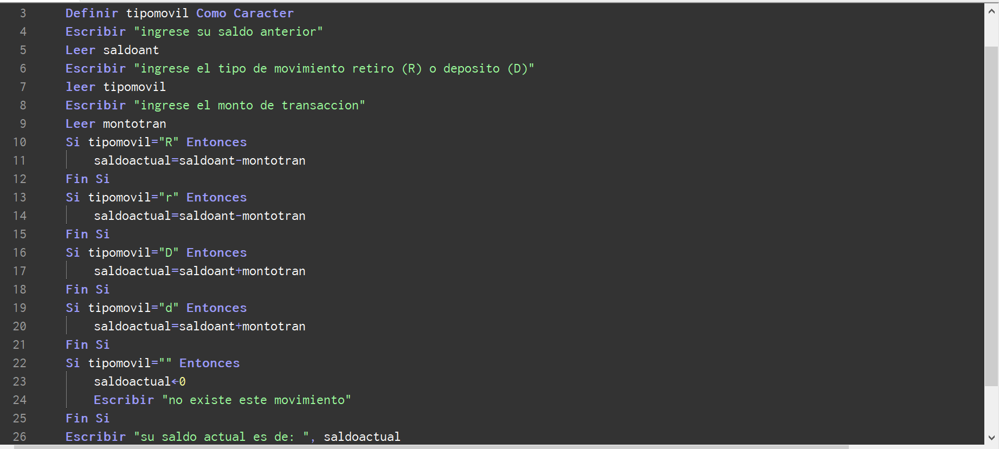 3 Definir tipomovil Como Caracter
4 Escribir "ingrese su saldo anterior"
5 Leer saldoant
6 Escribir "ingrese el tipo de movimiento retiro (R) o deposito (D)"
7 leer tipomovil
8 Escribir "ingrese el monto de transaccion"
9 Leer montotran
10 Si tipomovil="R" Entonces
11 saldoactual=saldoant-montotran
12 Fin Si
13 Si tipomovil="r" Entonces
14 saldoactual=saldoant-montotran
15 Fin Si
16 Si tipomovil="D" Entonces
17 saldoactual=saldoant+montotran
18 Fin Si
19 Si tipomovil="d" Entonces
20 saldoactual=saldoant+montotran
21 Fin Si
22 Si tipomovil="" Entonces
23 saldoactual←0
24 Escribir "no existe este movimiento"
25 Fin Si
26 Escribir "su saldo actual es de: ", saldoactual